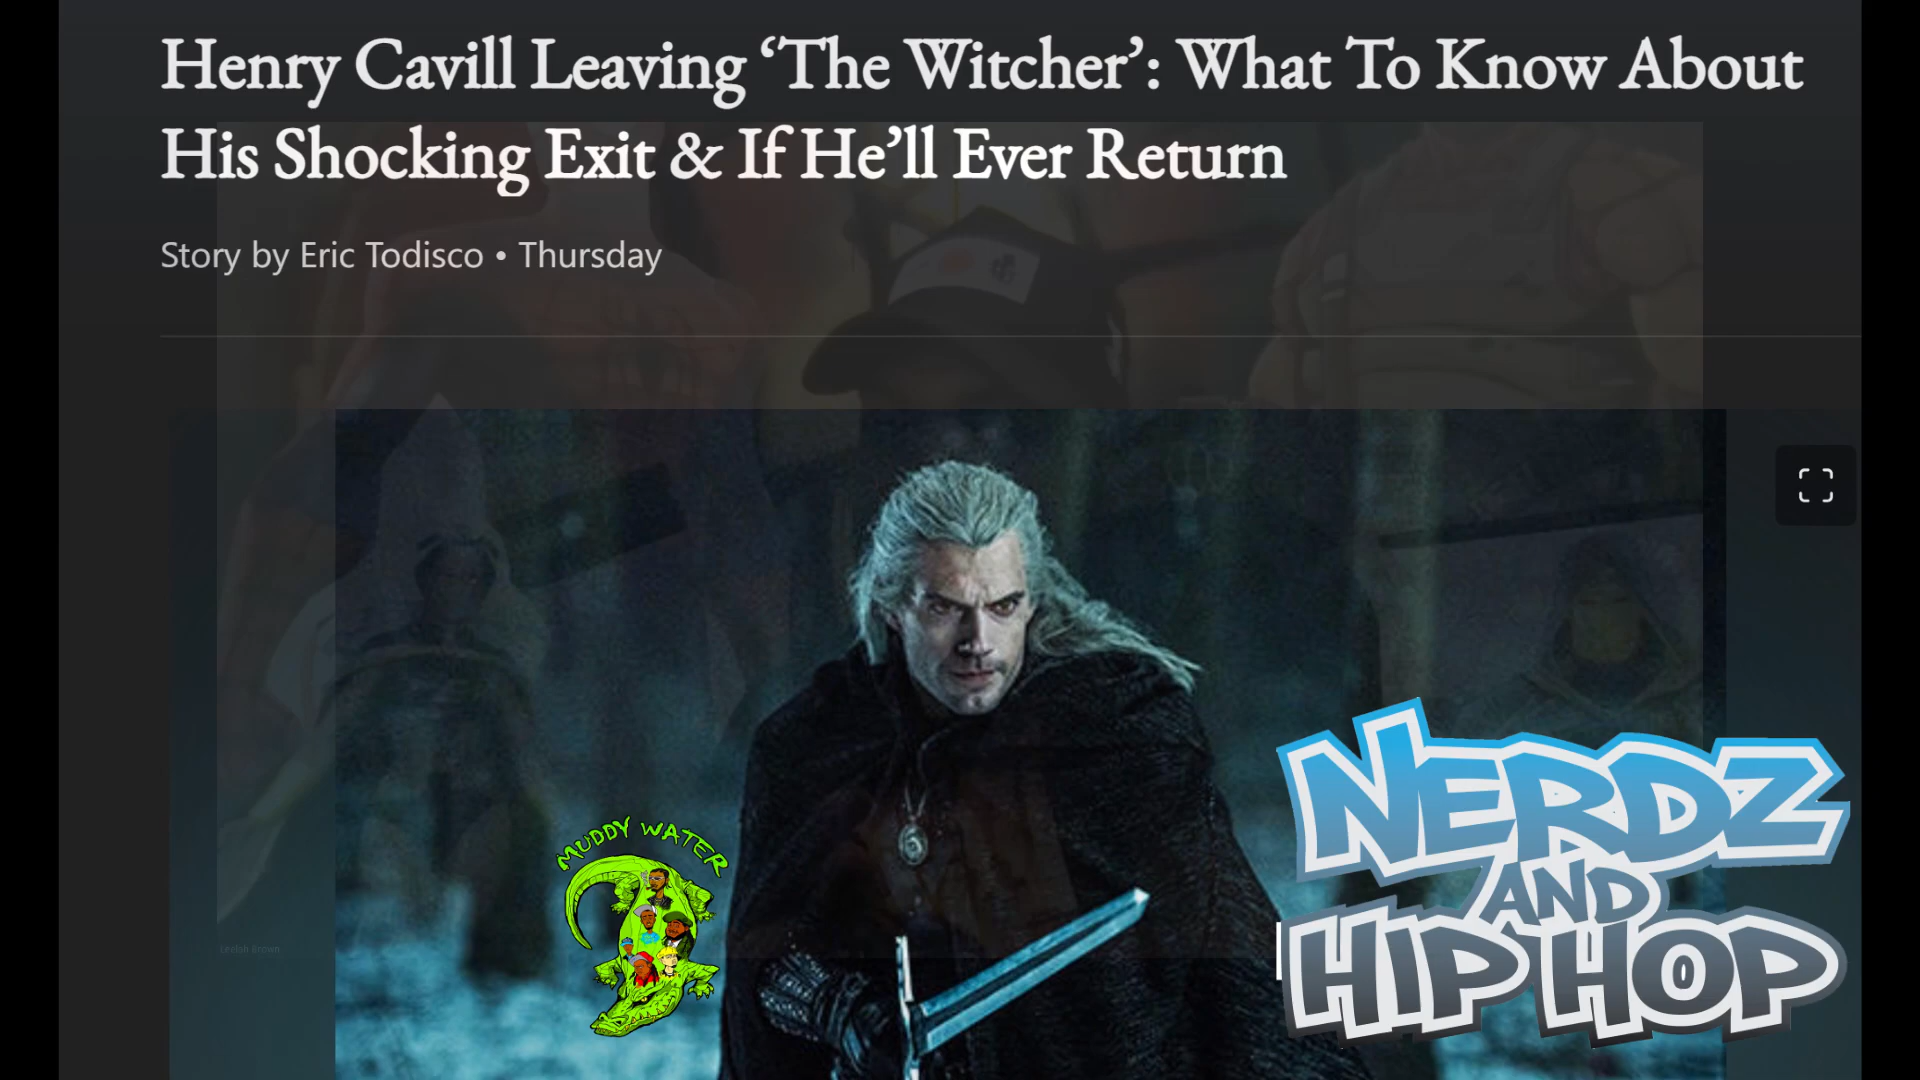 Henry Cavill Leaving ‘The Witcher’: What To Know About
His Shocking Exit & If He’ll Ever Return
Story by Eric Todisco • Thursday
MUDDY WATER
NERDZ
AND
HIP HOP